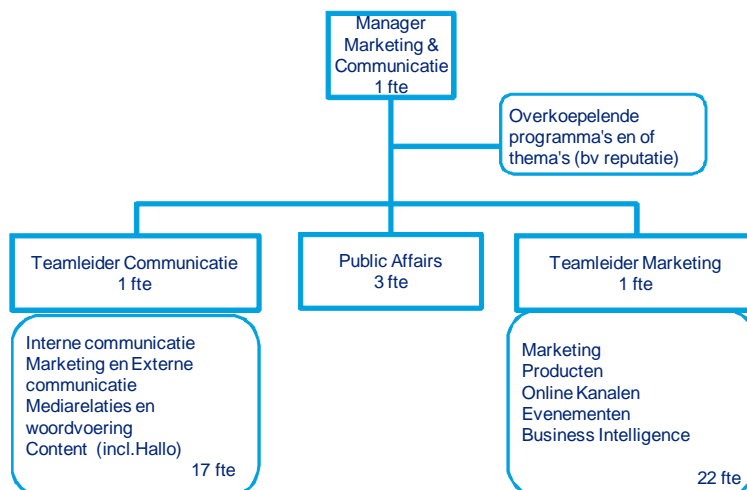 Manager
Marketing &
Communicatie
1 fte
Overkoepelende
programma's en of
thema's (bv reputatie)
Teamleider Communicatie
1 fte
Public Affairs
3 fte
Teamleider Marketing
1 fte
Interne communicatie
Marketing en Externe
communicatie
Mediarelaties en
woordvoering
Content (incl.Hallo)
17 fte
Marketing
Producten
Online Kanalen
Evenementen
Business Intelligence
22 fte